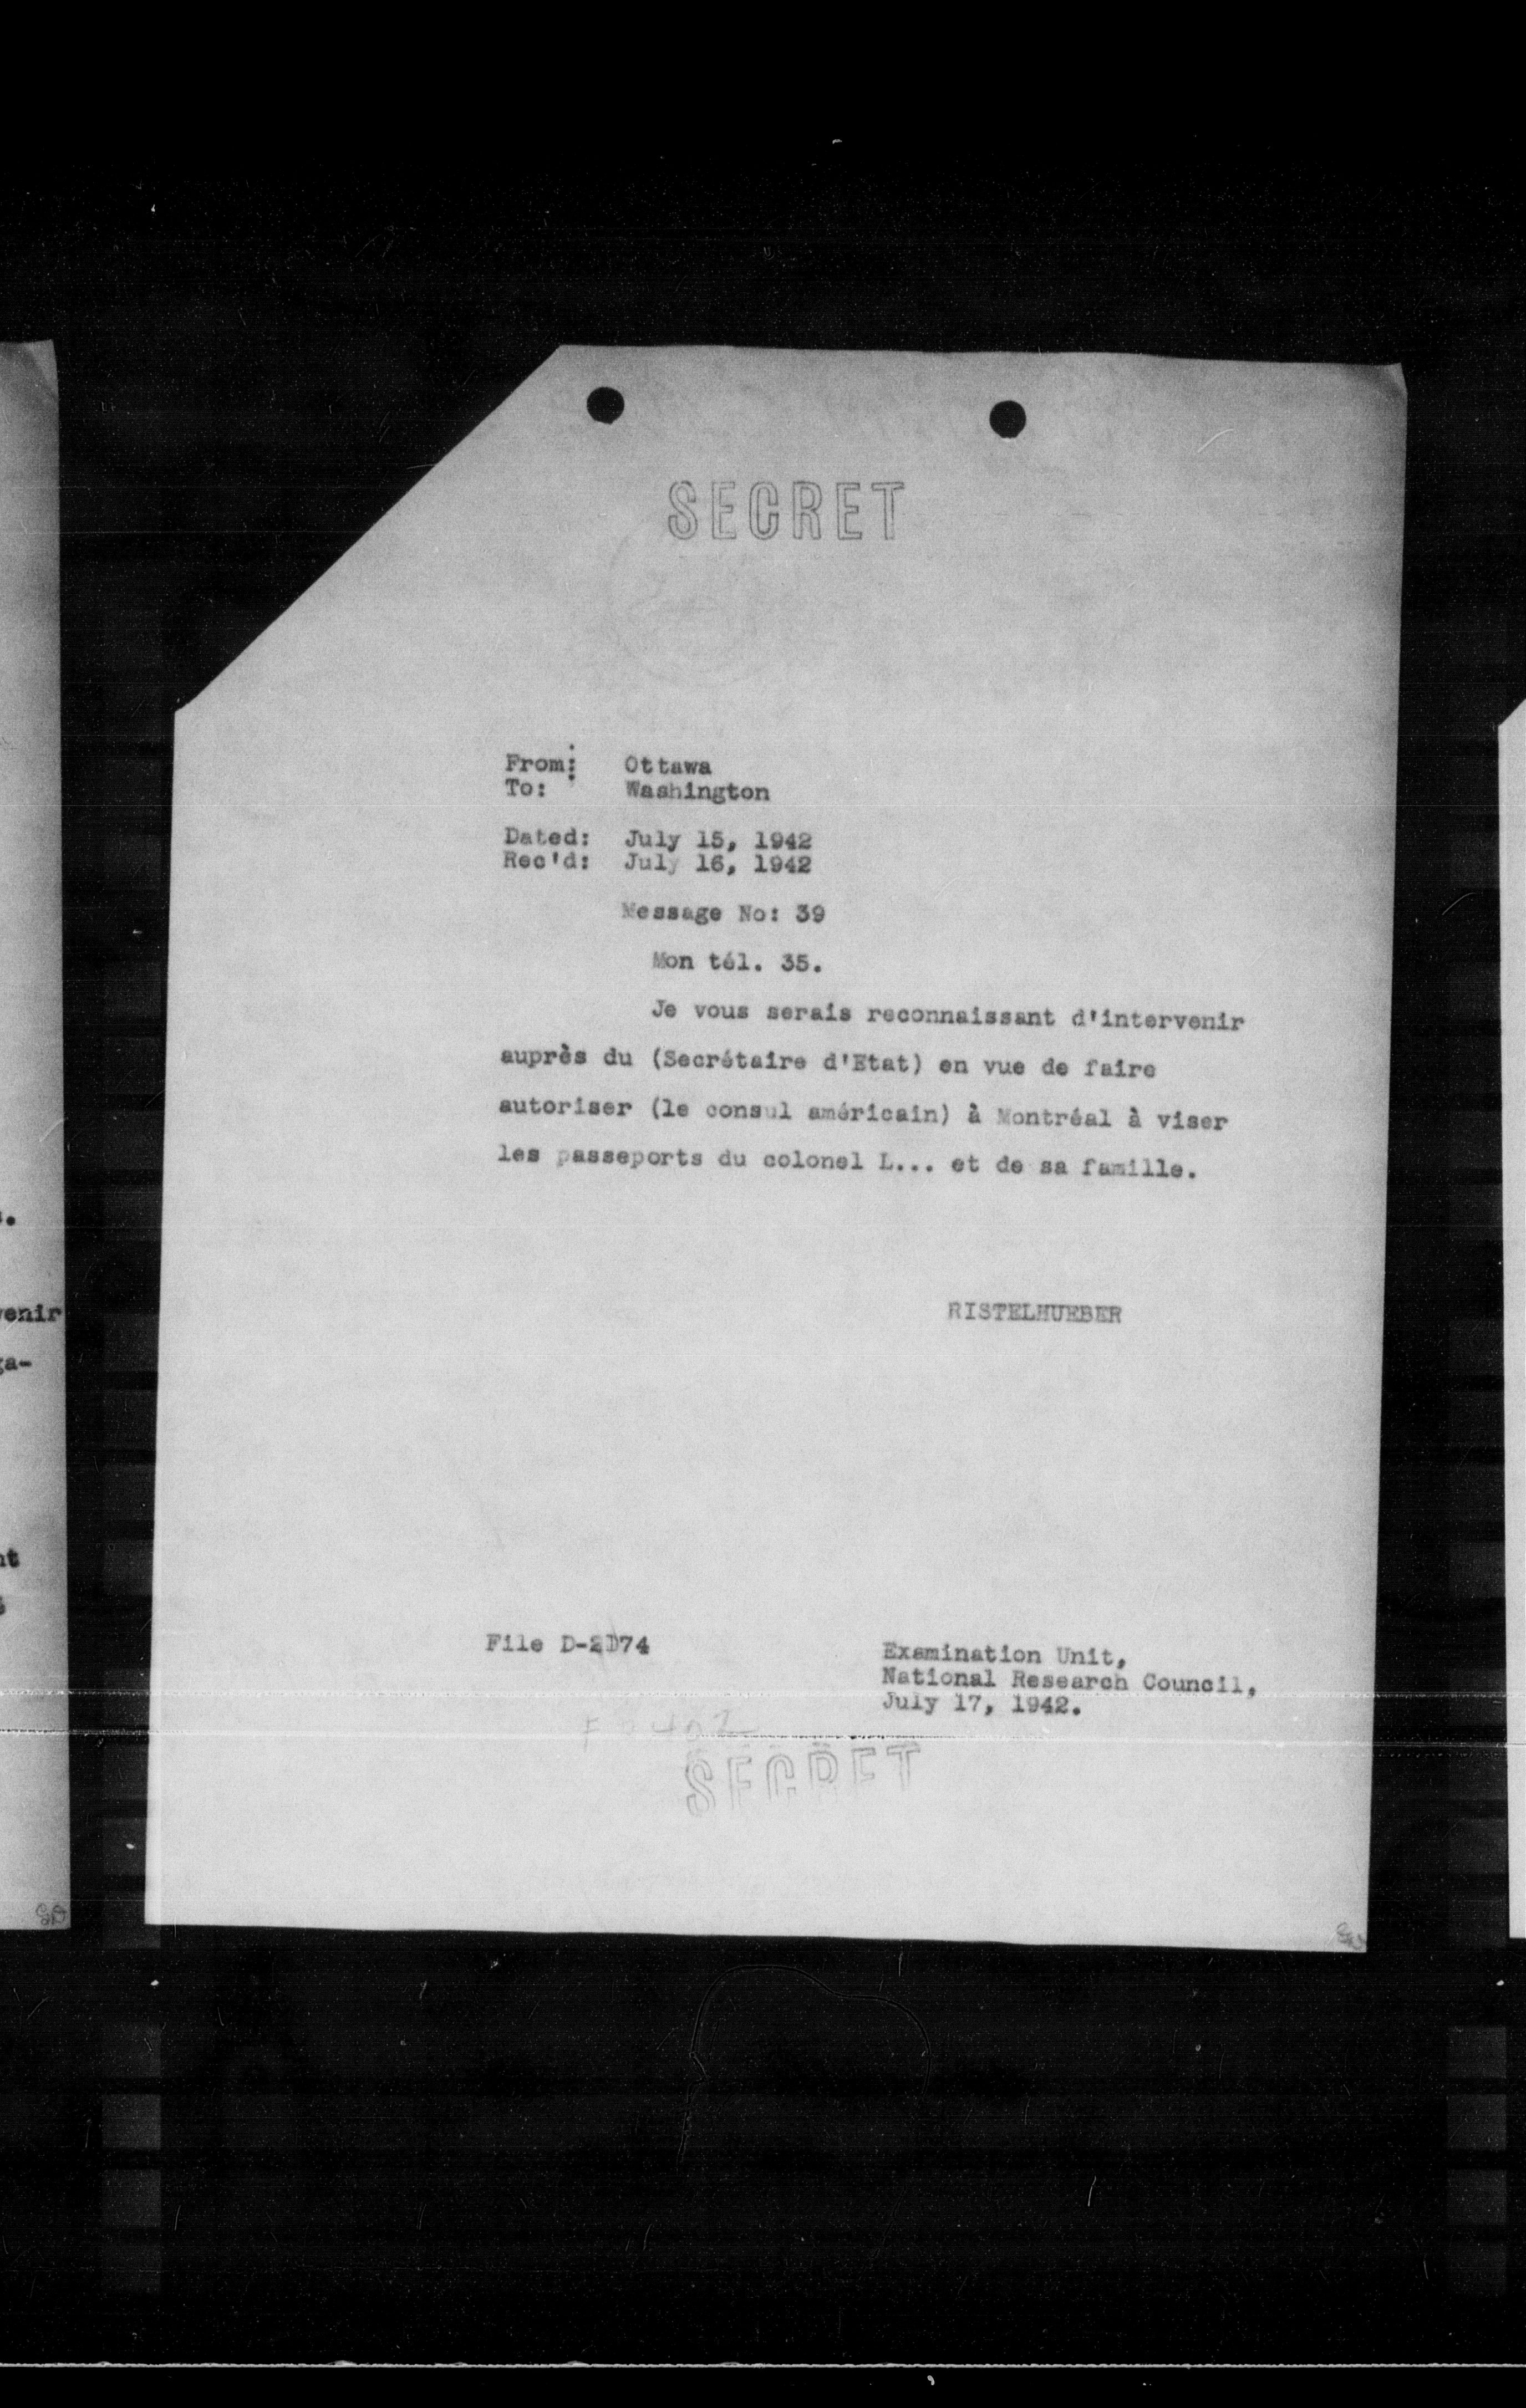 SECRET
From: Ottawa
To: Washington
Dated: July 15, 1942
Rec'd: July 16, 1942
Message No: 39
Mon tél. 35.
Je vous serais reconnaissant d'intervenir
auprès du (Secrétaire d'Etat) en vue de faire
autoriser (le consul américain) à Montréal à viser
les passeports du colonel L... et de sa famille.
RISTELHUEBER
File D-2D74
Examination Unit,
National Research Council,
July 17, 1942.
SECRET
venir
ga-
nt